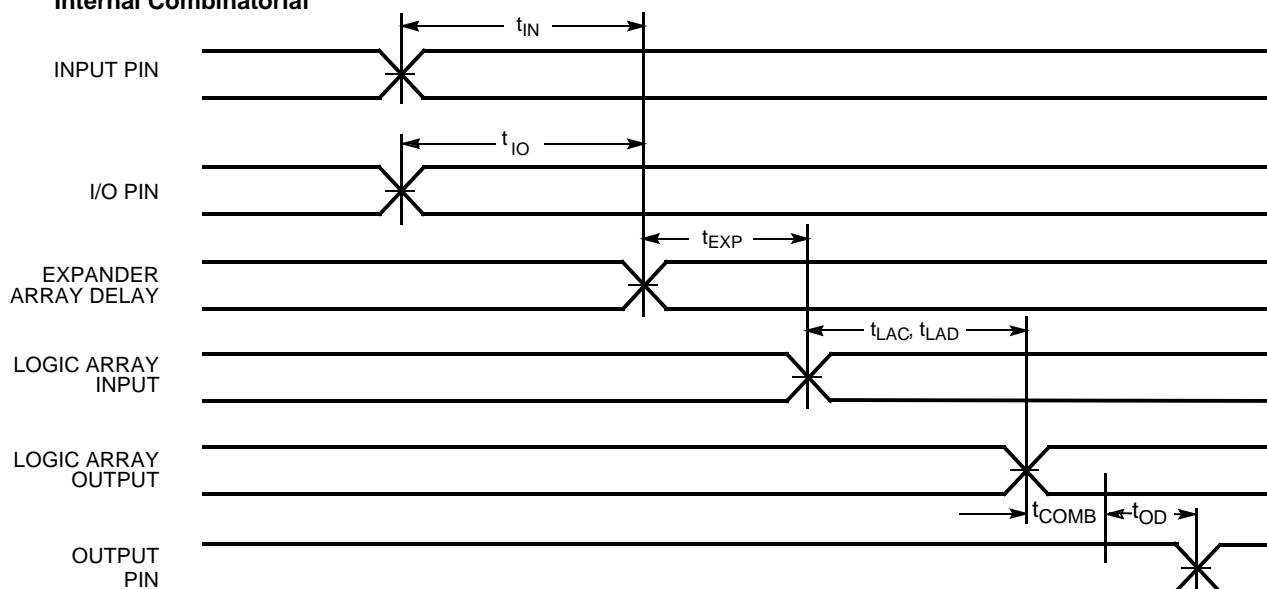 Internal Combinatorial
tIN
INPUT PIN
tIO
I/O PIN
tEXP
EXPANDER
ARRAY DELAY
tLAC, tLAD
LOGIC ARRAY
INPUT
LOGIC ARRAY
OUTPUT
tCOMB
tOD
OUTPUT
PIN